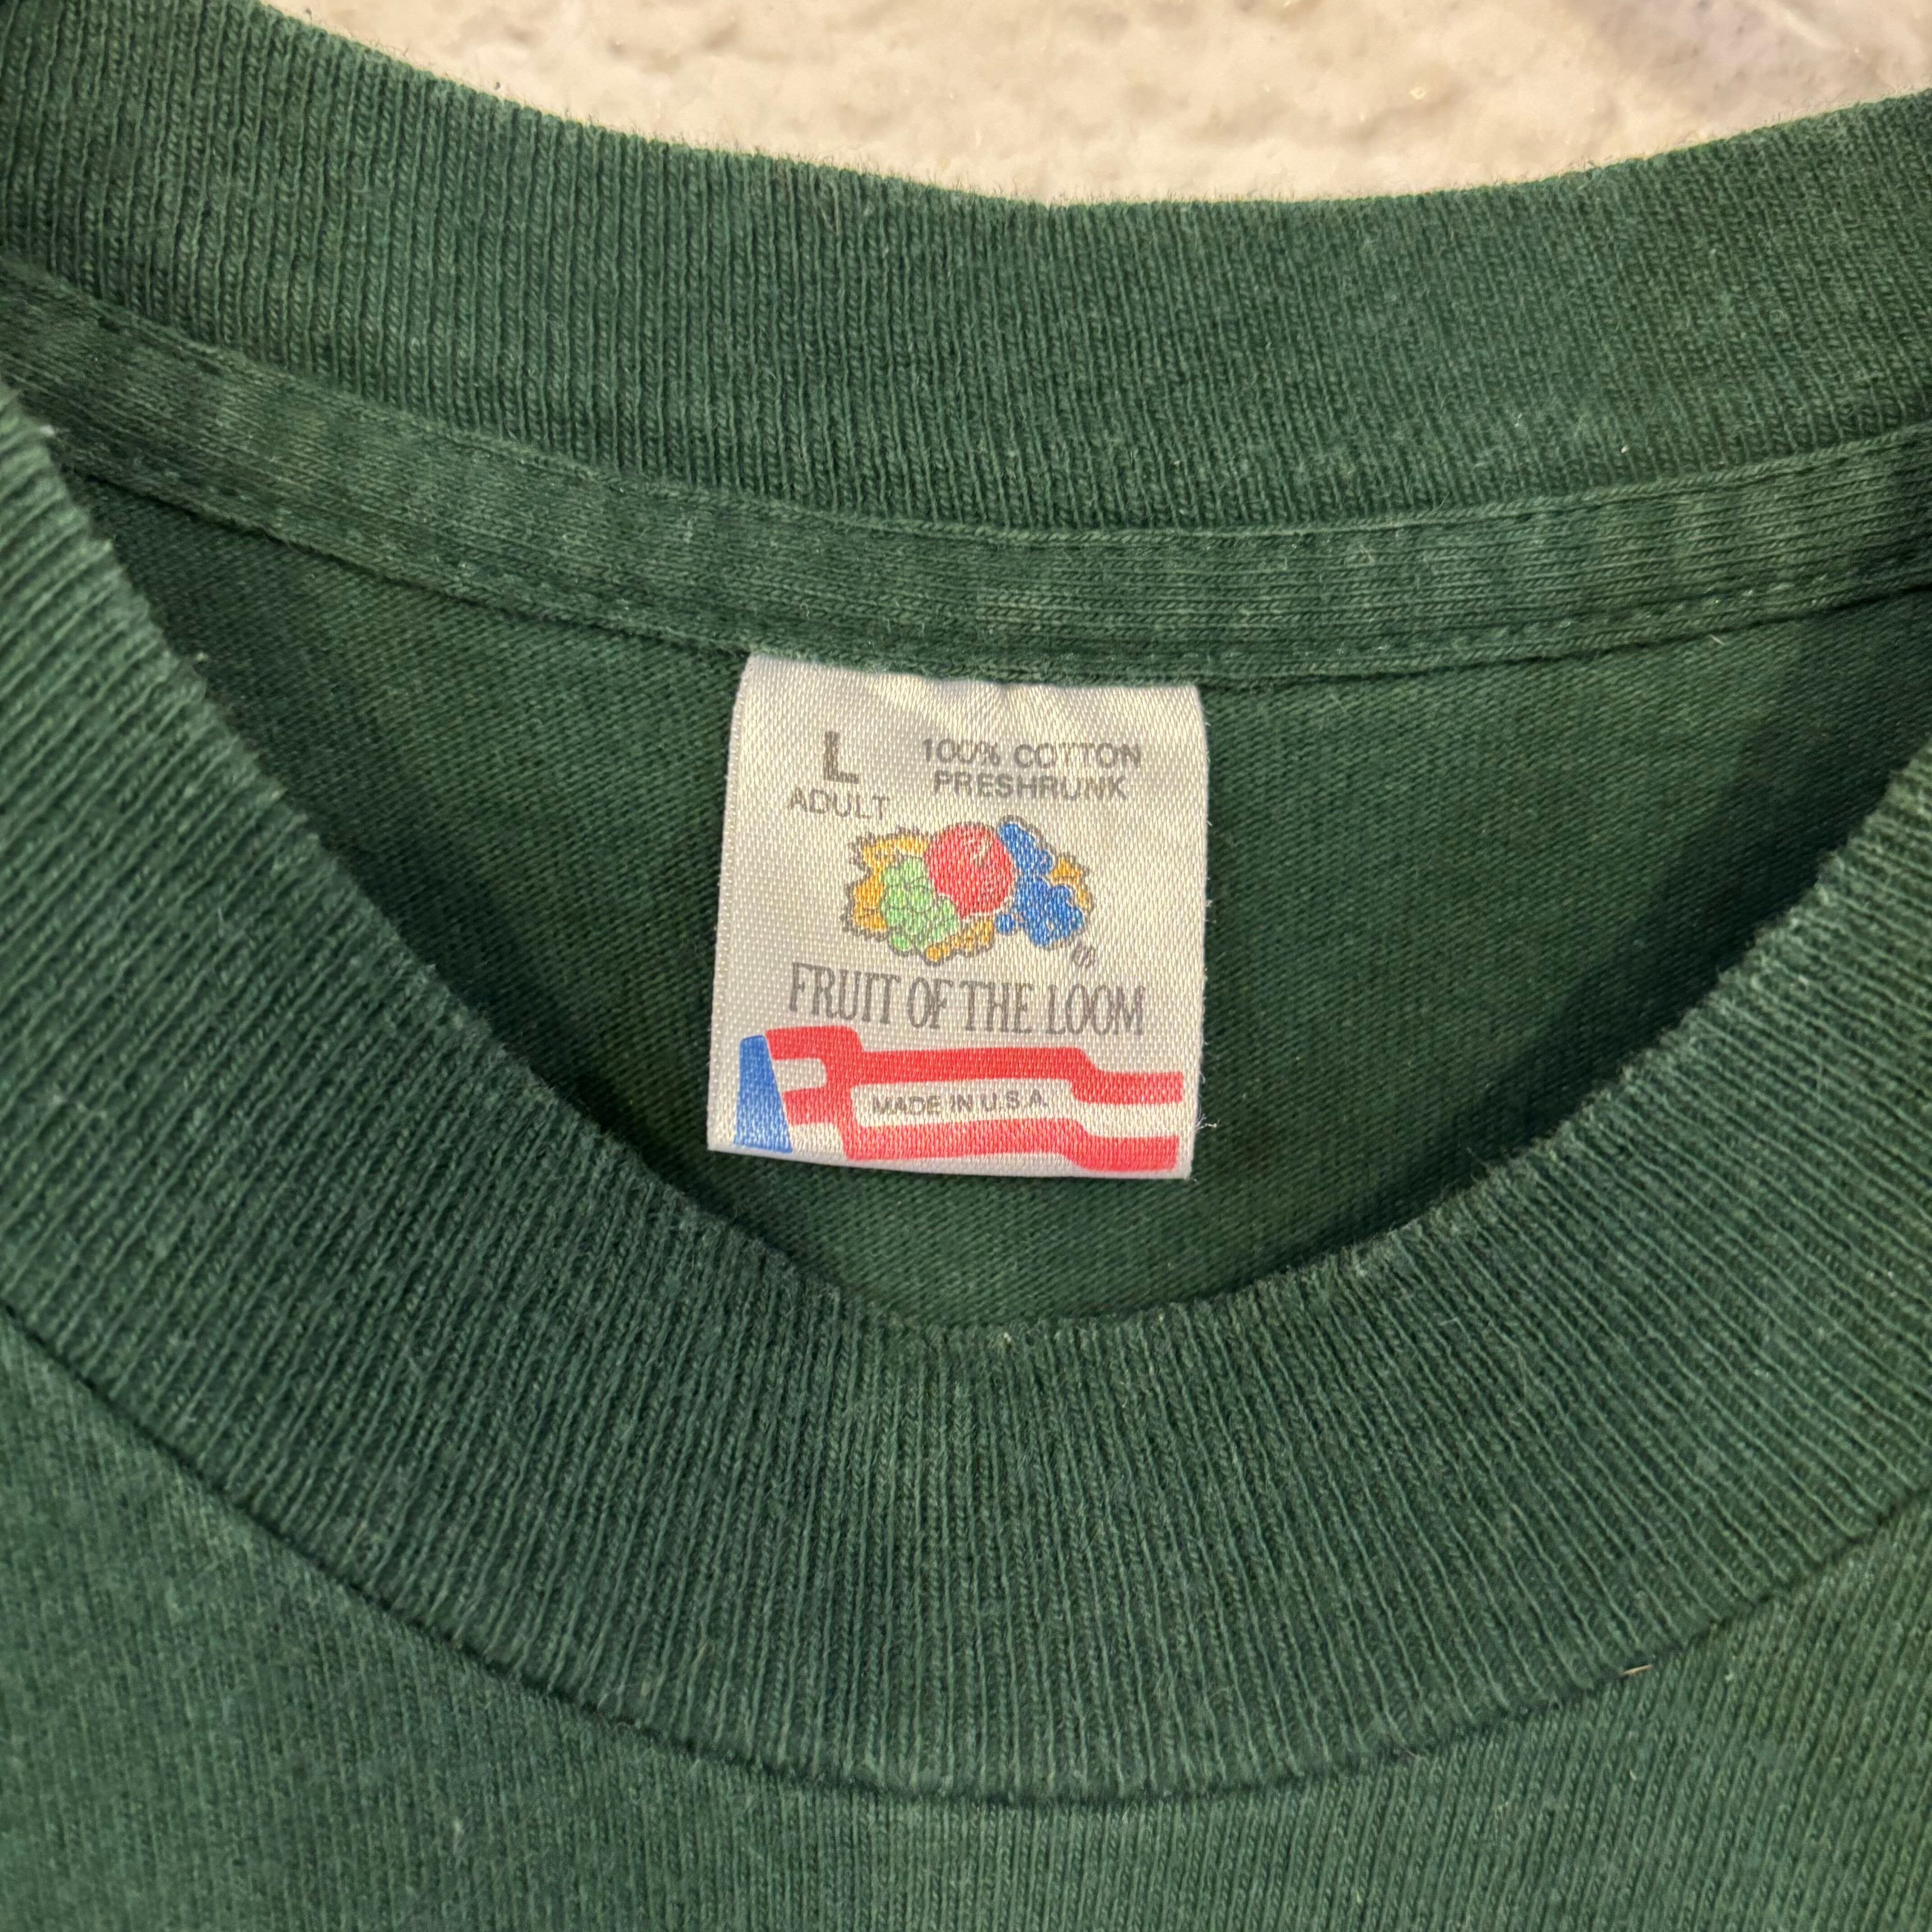 L
ADULT
100% COTTON
PRESHRUNK
®
FRUIT OF THE LOOM
MADE IN U.S.A.